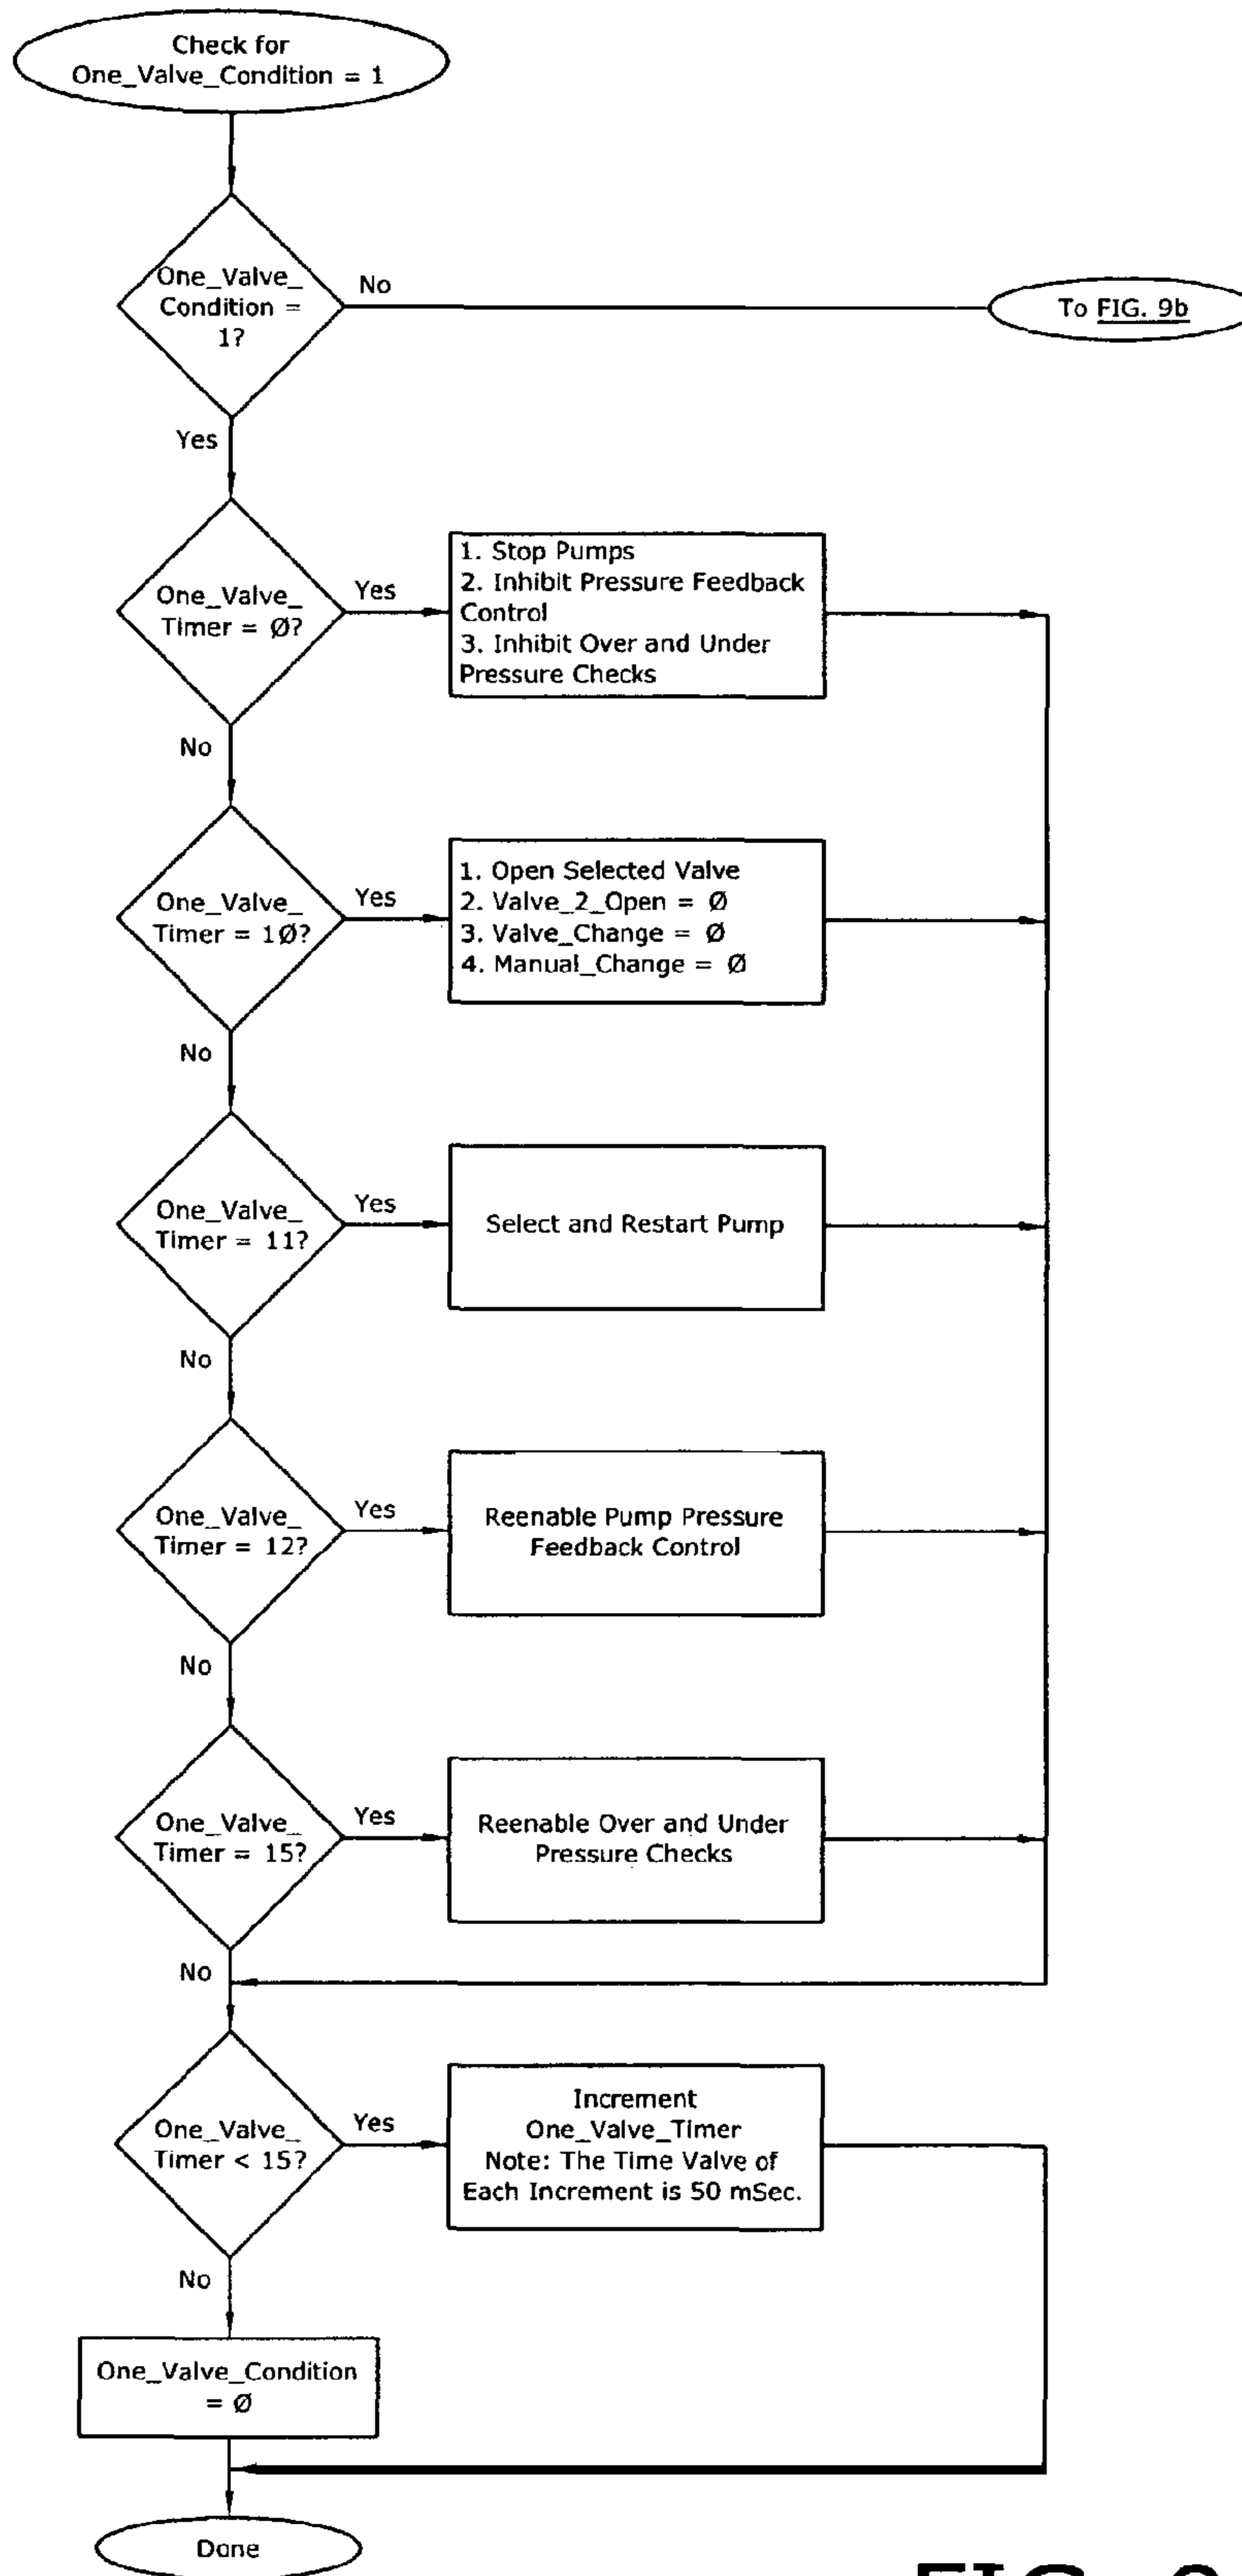 Check for
One_Valve_Condition = 1
One_Valve_
Condition =
1?
No
To FIG. 9b
Yes
One_Valve_
Timer = Ø?
Yes
1. Stop Pumps
2. Inhibit Pressure Feedback
Control
3. Inhibit Over and Under
Pressure Checks
No
One_Valve_
Timer = 1Ø?
Yes
1. Open Selected Valve
2. Valve_2_Open = Ø
3. Valve_Change = Ø
4. Manual_Change = Ø
No
One_Valve_
Timer = 11?
Yes
Select and Restart Pump
No
One_Valve_
Timer = 12?
Yes
Reenable Pump Pressure
Feedback Control
No
One_Valve_
Timer = 15?
Yes
Reenable Over and Under
Pressure Checks
No
One_Valve_
Timer < 15?
Yes
Increment
One_Valve_Timer
Note: The Time Valve of
Each Increment is 50 mSec.
No
One_Valve_Condition
= Ø
Done